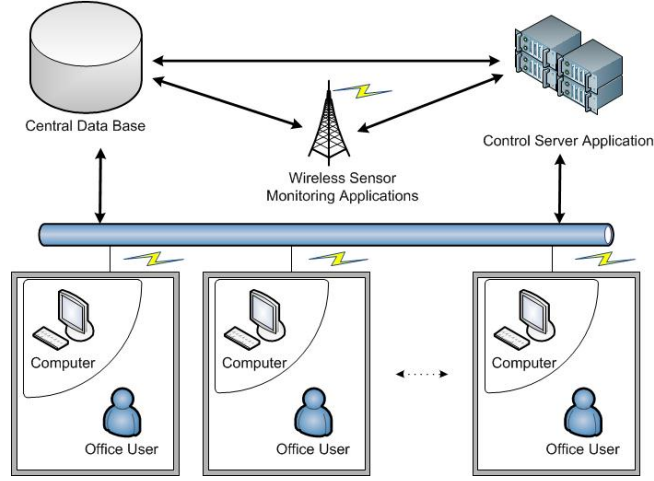 Central Data Base
Control Server Application
Wireless Sensor
Monitoring Applications
Computer
Computer
Computer
Office User
Office User
Office User